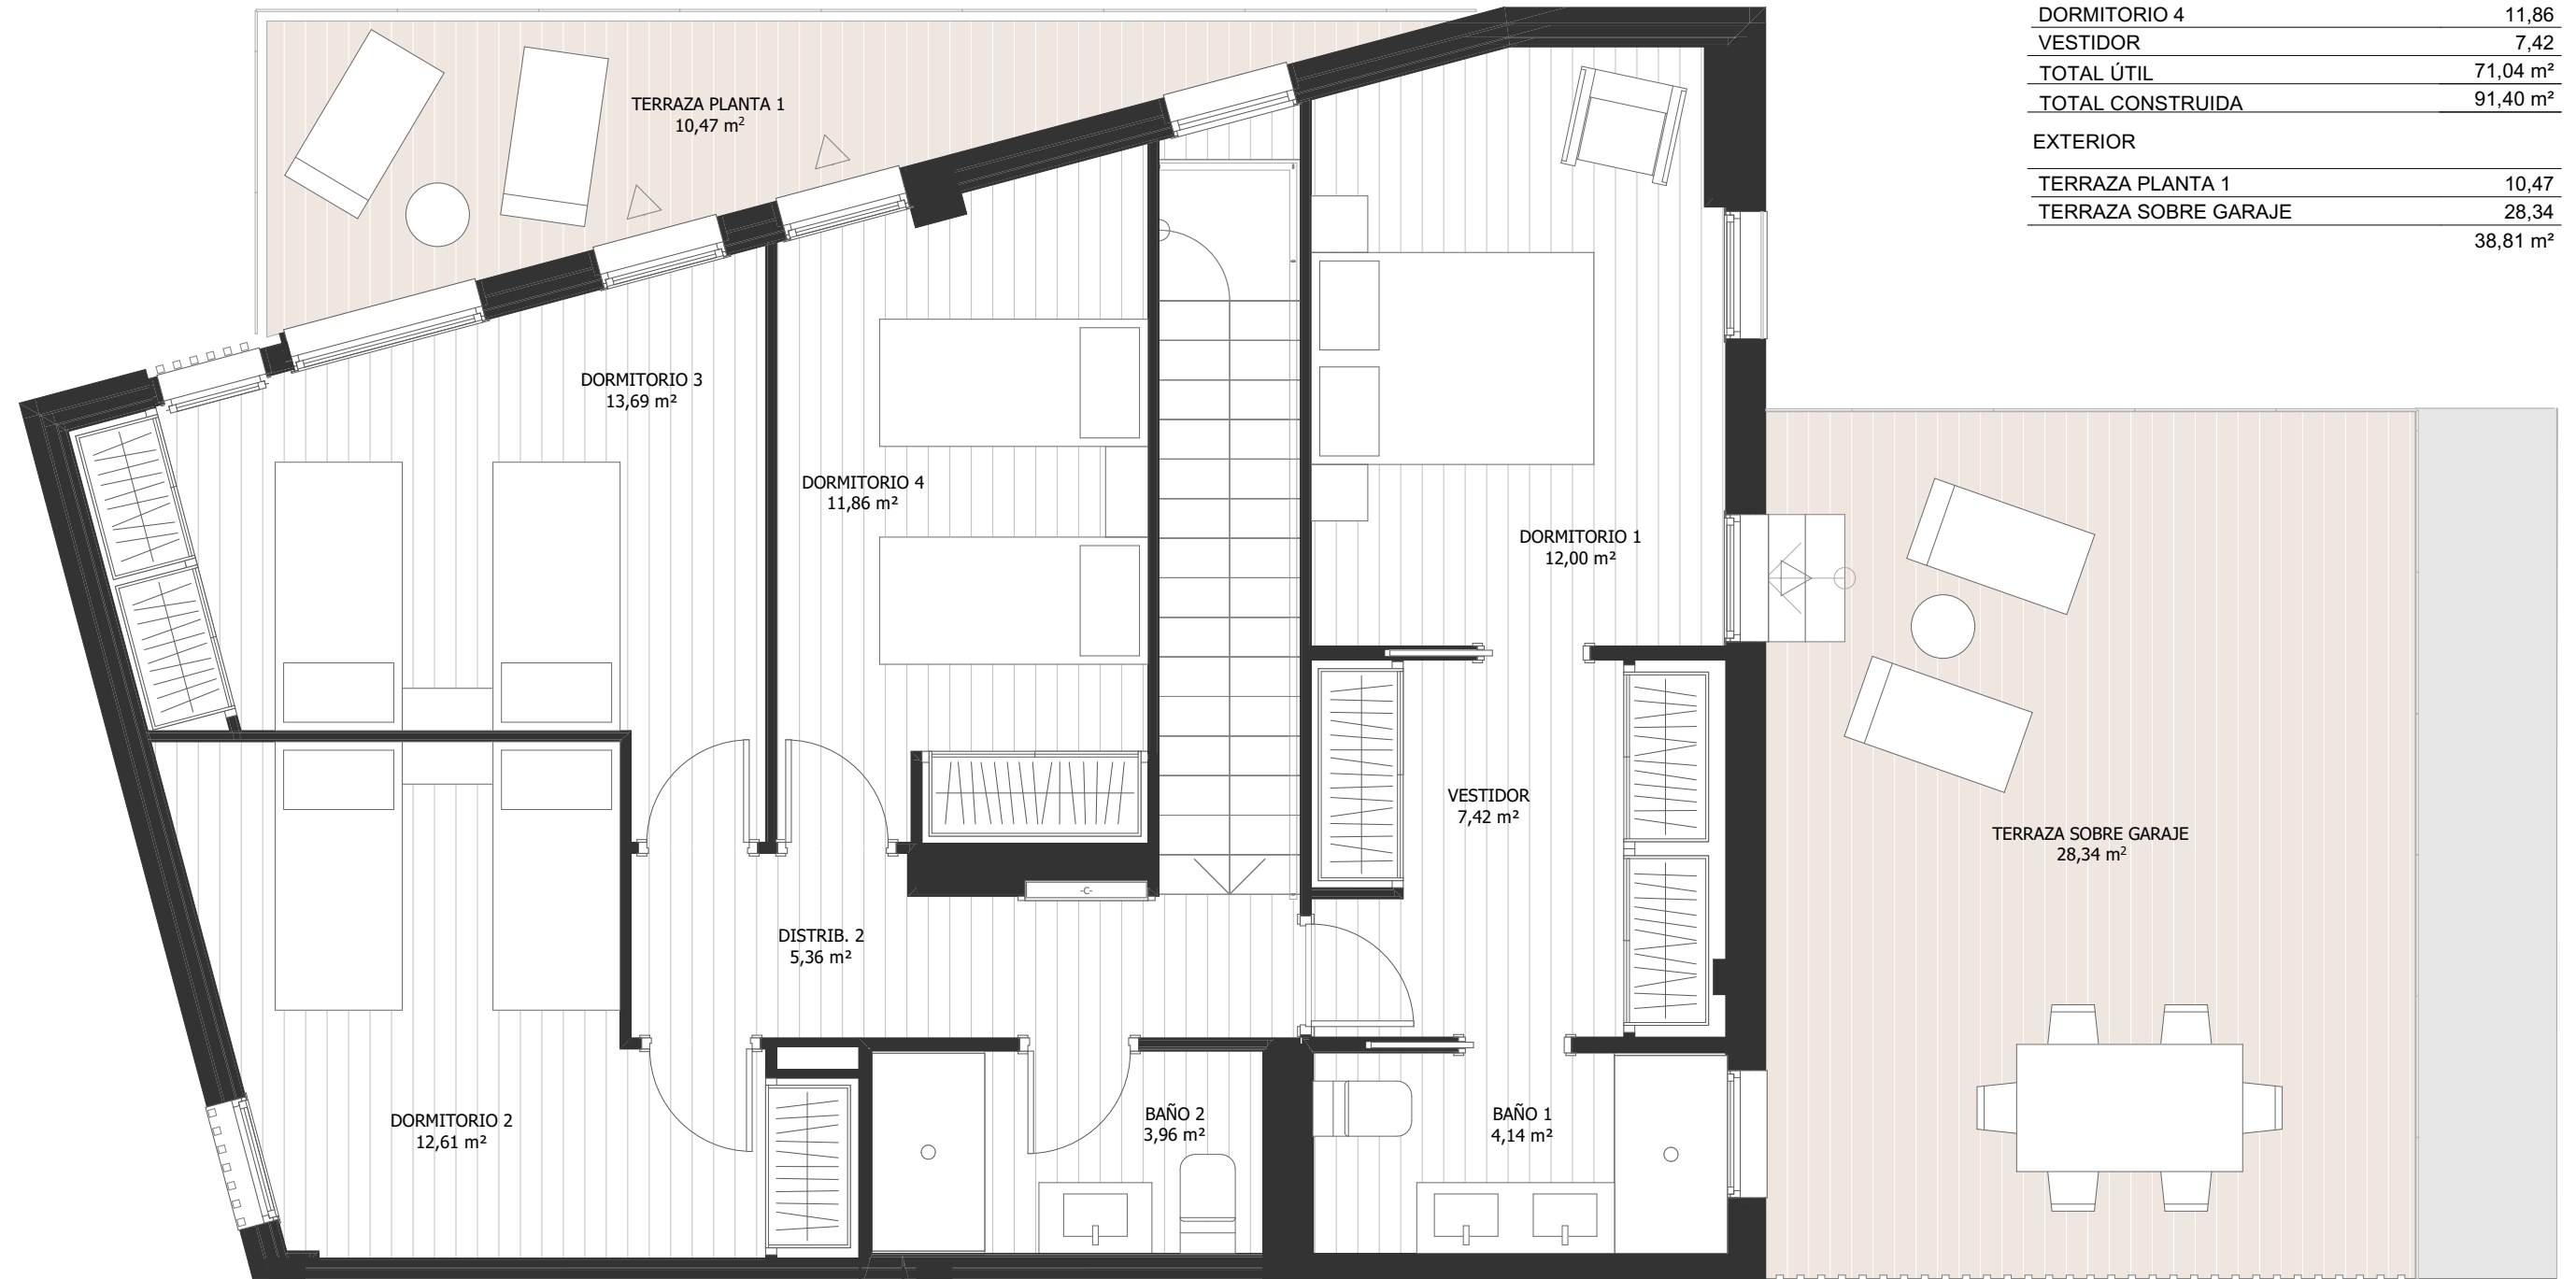 DORMITORIO 4 11,86
VESTIDOR 7,42
TOTAL ÚTIL 71,04 m²
TOTAL CONSTRUIDA 91,40 m²
EXTERIOR
TERRAZA PLANTA 1 10,47
TERRAZA SOBRE GARAJE 28,34
38,81 m²
TERRAZA PLANTA 1
10,47 m²
DORMITORIO 3
13,69 m²
DORMITORIO 4
11,86 m²
DORMITORIO 1
12,00 m²
VESTIDOR
7,42 m²
TERRAZA SOBRE GARAJE
28,34 m²
-C-
DISTRIB. 2
5,36 m²
DORMITORIO 2
12,61 m²
BAÑO 2
3,96 m²
BAÑO 1
4,14 m²